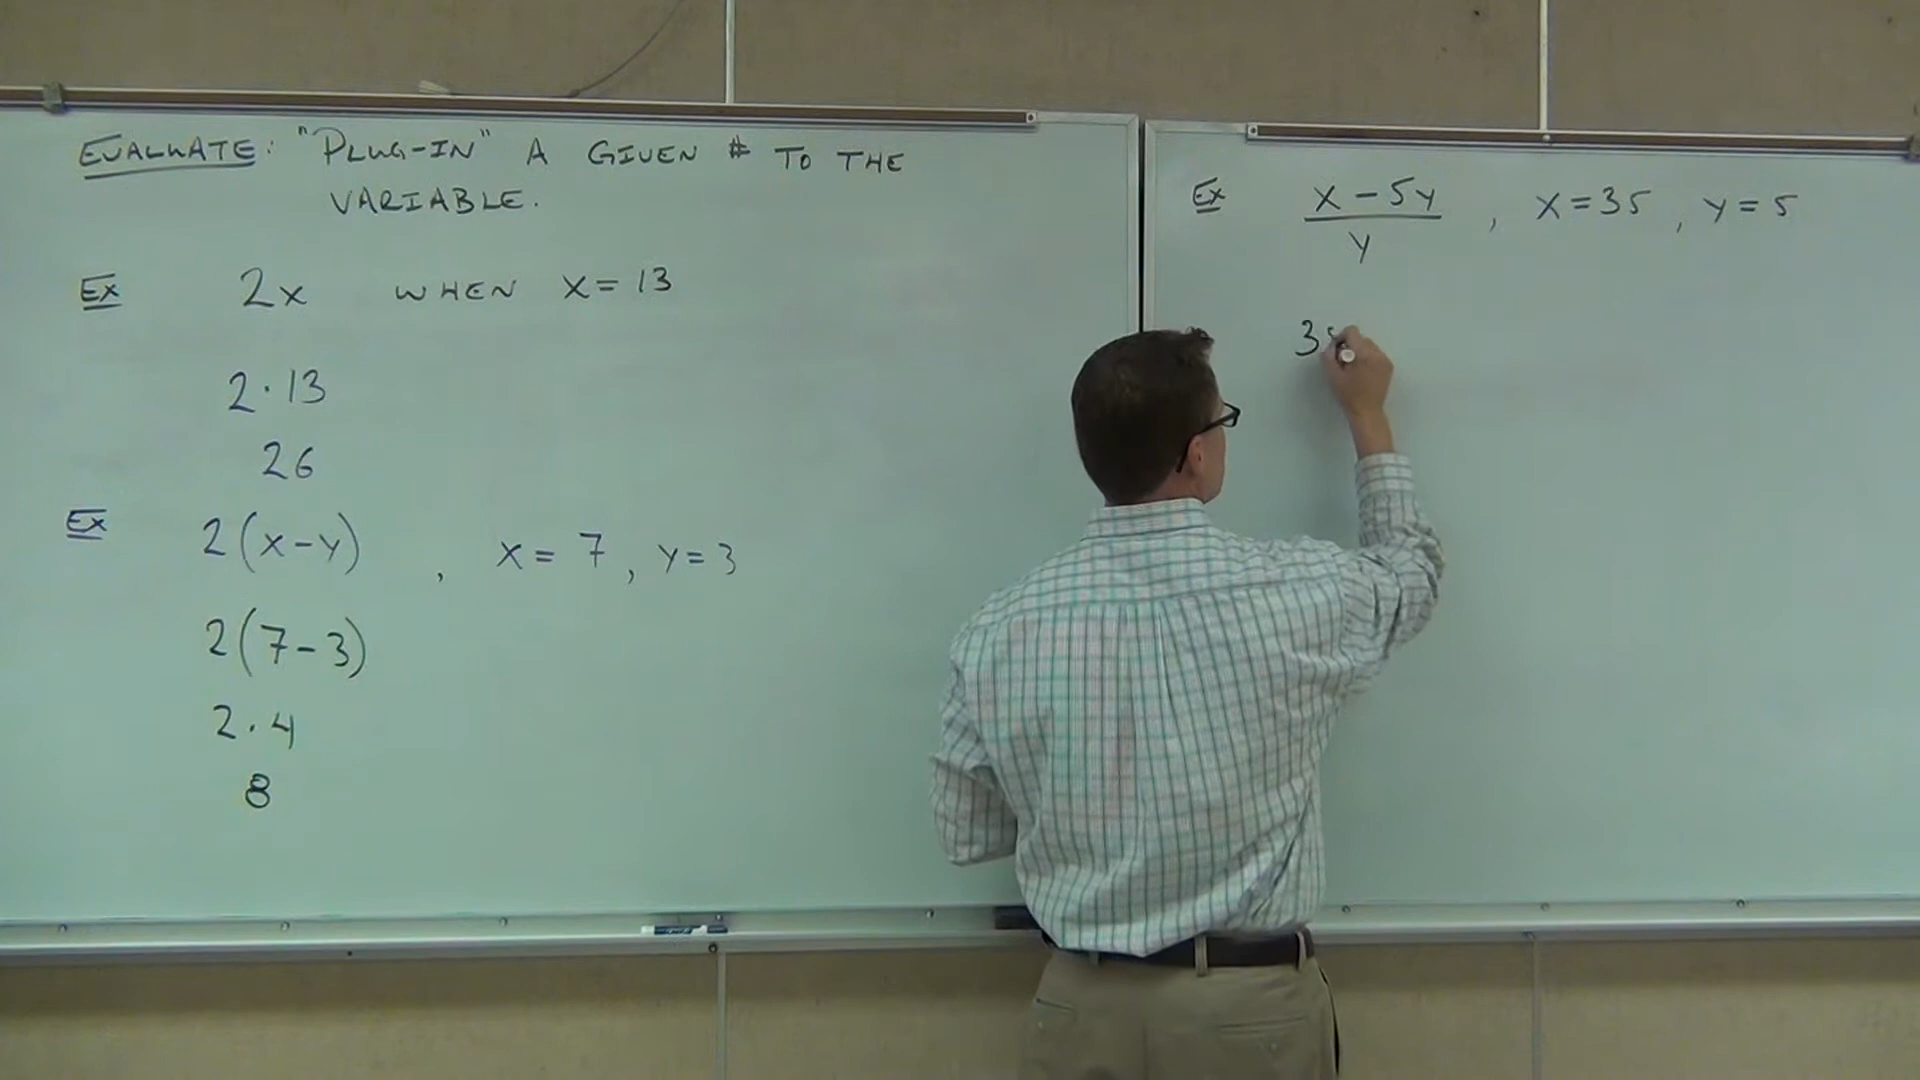 EVALUATE: "PLUG-IN" A GIVEN # TO THE
VARIABLE.
Ex 2x WHEN x = 13
2 · 13
26
Ex 2(x-y) , x = 7 , y = 3
2(7-3)
2 · 4
8
Ex x - 5y / y , x = 35 , y = 5
35